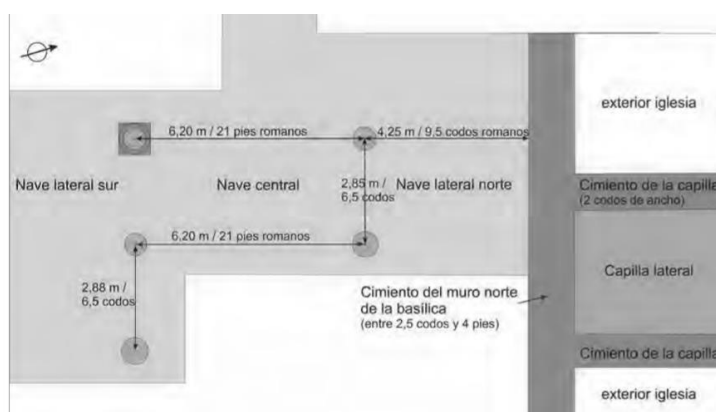 exterior iglesia
6,20 m / 21 pies romanos
4,25 m / 9,5 codos romanos
Nave lateral sur
Nave central
2,85 m /
6,5 codos
Nave lateral norte
Cimiento de la capilla
(2 codos de ancho)
6,20 m / 21 pies romanos
2,88 m /
6,5 codos
Cimiento del muro norte
de la basílica
(entre 2,5 codos y 4 pies)
Capilla lateral
Cimiento de la capilla
exterior iglesia